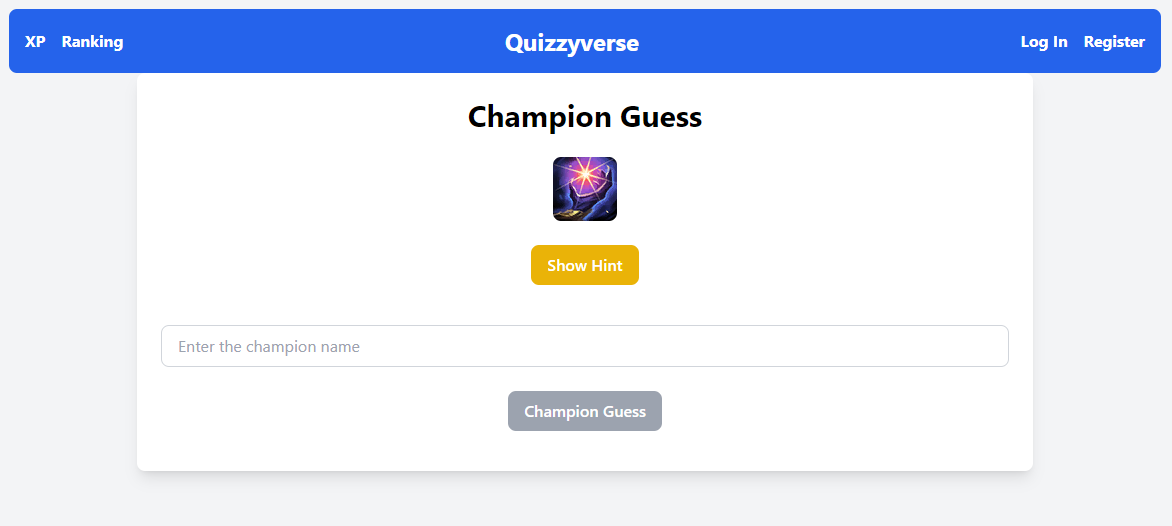 XP Ranking Quizzyverse Log In Register
Champion Guess
Show Hint
Enter the champion name
Champion Guess